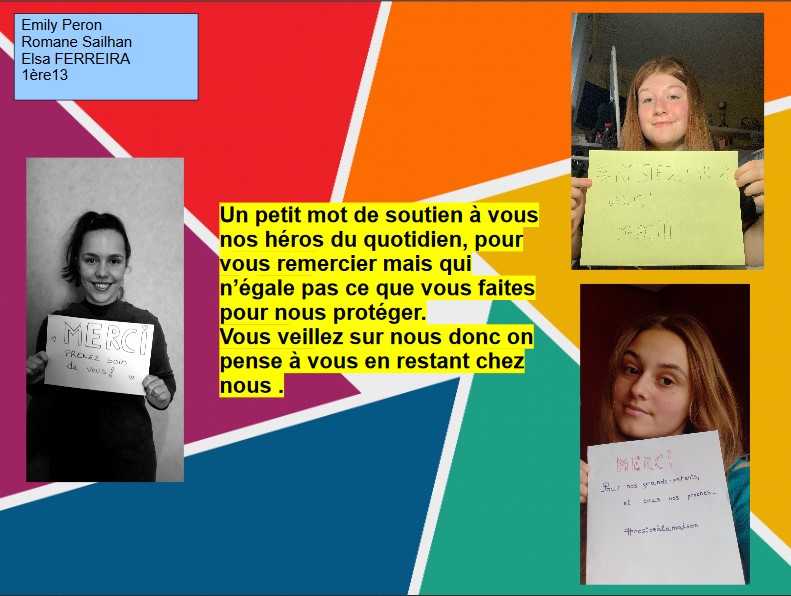 Emily Peron
Romane Sailhan
Elsa FERREIRA
1ère13
Un petit mot de soutien à vous
nos héros du quotidien, pour
vous remercier mais qui
n’égale pas ce que vous faites
pour nous protéger.
Vous veillez sur nous donc on
pense à vous en restant chez
nous .
MERCI
PRENEZ soin
de vous !
MERCI
Pour nos grands-parents,
et tous nos proches...
#restezàlamaison